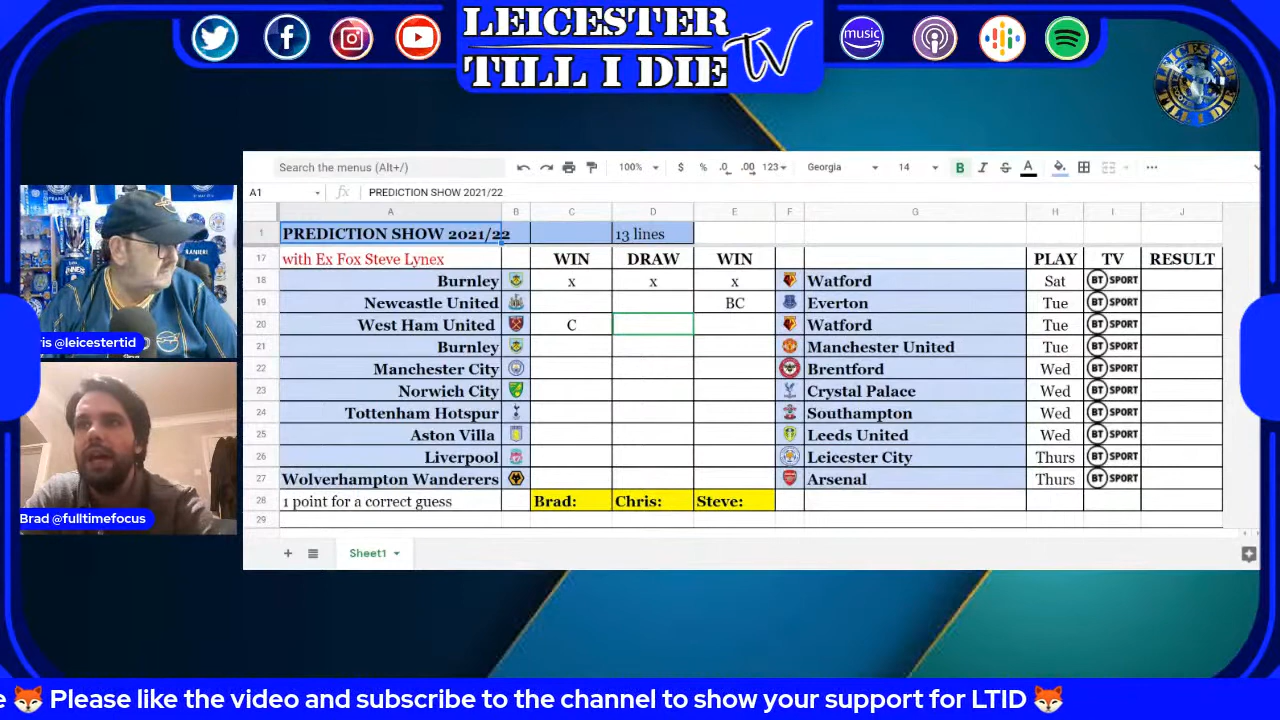 LEICESTER
TILL I DIE TV
music
LEICESTER
TILL I DIE
Search the menus (Alt+/)
100%
$ % .0 .00 123
Georgia
14
B I S A
A1 fx PREDICTION SHOW 2021/22
A B C D E F G H I J
1 PREDICTION SHOW 2021/22 13 lines
17 with Ex Fox Steve Lynex WIN DRAW WIN PLAY TV RESULT
18 Burnley x x x Watford Sat BT SPORT
19 Newcastle United BC Everton Tue BT SPORT
20 West Ham United C Watford Tue BT SPORT
21 Burnley Manchester United Tue BT SPORT
22 Manchester City Brentford Wed BT SPORT
23 Norwich City Crystal Palace Wed BT SPORT
24 Tottenham Hotspur Southampton Wed BT SPORT
25 Aston Villa Leeds United Wed BT SPORT
26 Liverpool Leicester City Thurs BT SPORT
27 Wolverhampton Wanderers Arsenal Thurs BT SPORT
28 1 point for a correct guess Brad: Chris: Steve:
29
+ Sheet1
RANIERI
ris @leicestertid
Brad @fulltimefocus
e 🦊 Please like the video and subscribe to the channel to show your support for LTID 🦊